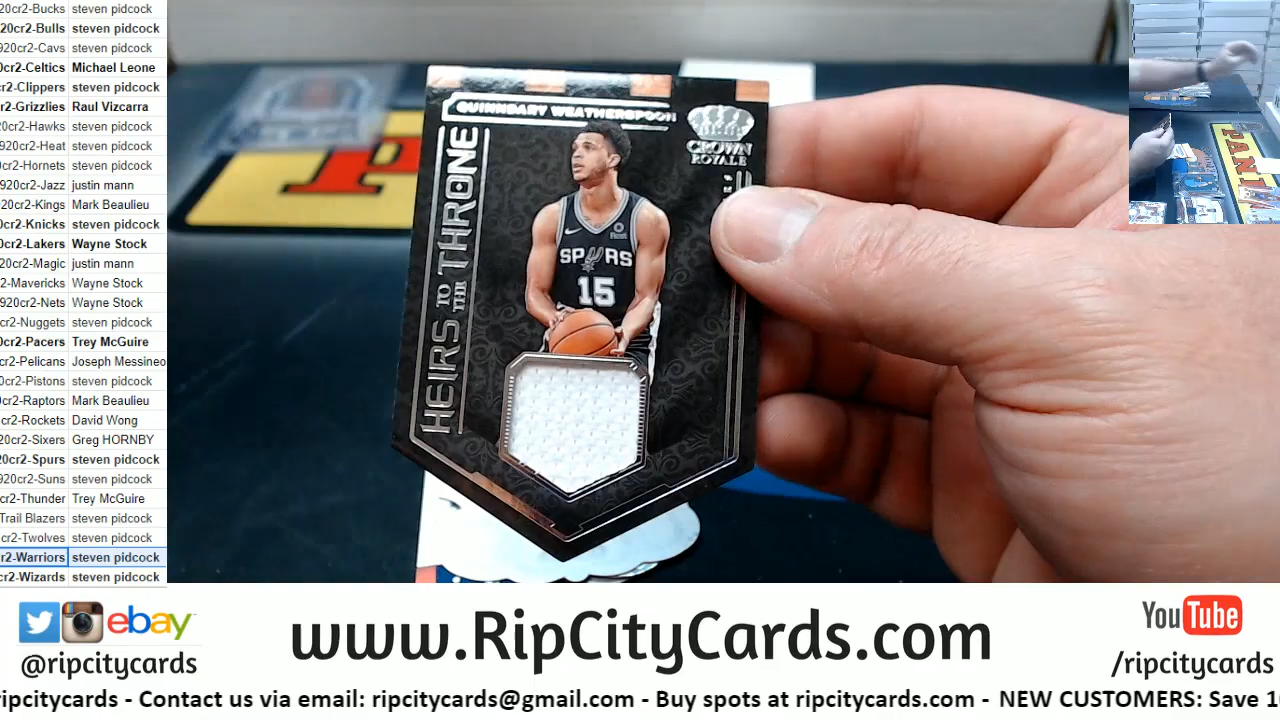 20cr2-Bucks steven pidcock
20cr2-Bulls steven pidcock
920cr2-Cavs steven pidcock
0cr2-Celtics Michael Leone
cr2-Clippers steven pidcock
cr2-Grizzlies Raul Vizcarra
20cr2-Hawks steven pidcock
920cr2-Heat steven pidcock
0cr2-Hornets steven pidcock
920cr2-Jazz justin mann
920cr2-Kings Mark Beaulieu
0cr2-Knicks steven pidcock
0cr2-Lakers Wayne Stock
20cr2-Magic justin mann
2-Mavericks Wayne Stock
920cr2-Nets Wayne Stock
cr2-Nuggets steven pidcock
0cr2-Pacers Trey McGuire
cr2-Pelicans Joseph Messineo
0cr2-Pistons steven pidcock
cr2-Raptors Mark Beaulieu
cr2-Rockets David Wong
20cr2-Sixers Greg HORNBY
20cr2-Spurs steven pidcock
920cr2-Suns steven pidcock
cr2-Thunder Trey McGuire
Trail Blazers steven pidcock
cr2-Twolves steven pidcock
r2-Warriors steven pidcock
cr2-Wizards steven pidcock
QUINNDARY WEATHERSPOON
CROWN
ROYALE
HEIRS TO THE THRONE
SPURS
15
PANI
ebay
@ripcitycards
www.RipCityCards.com
YouTube
/ripcitycards
ripcitycards - Contact us via email: ripcitycards@gmail.com - Buy spots at ripcitycards.com - NEW CUSTOMERS: Save 1